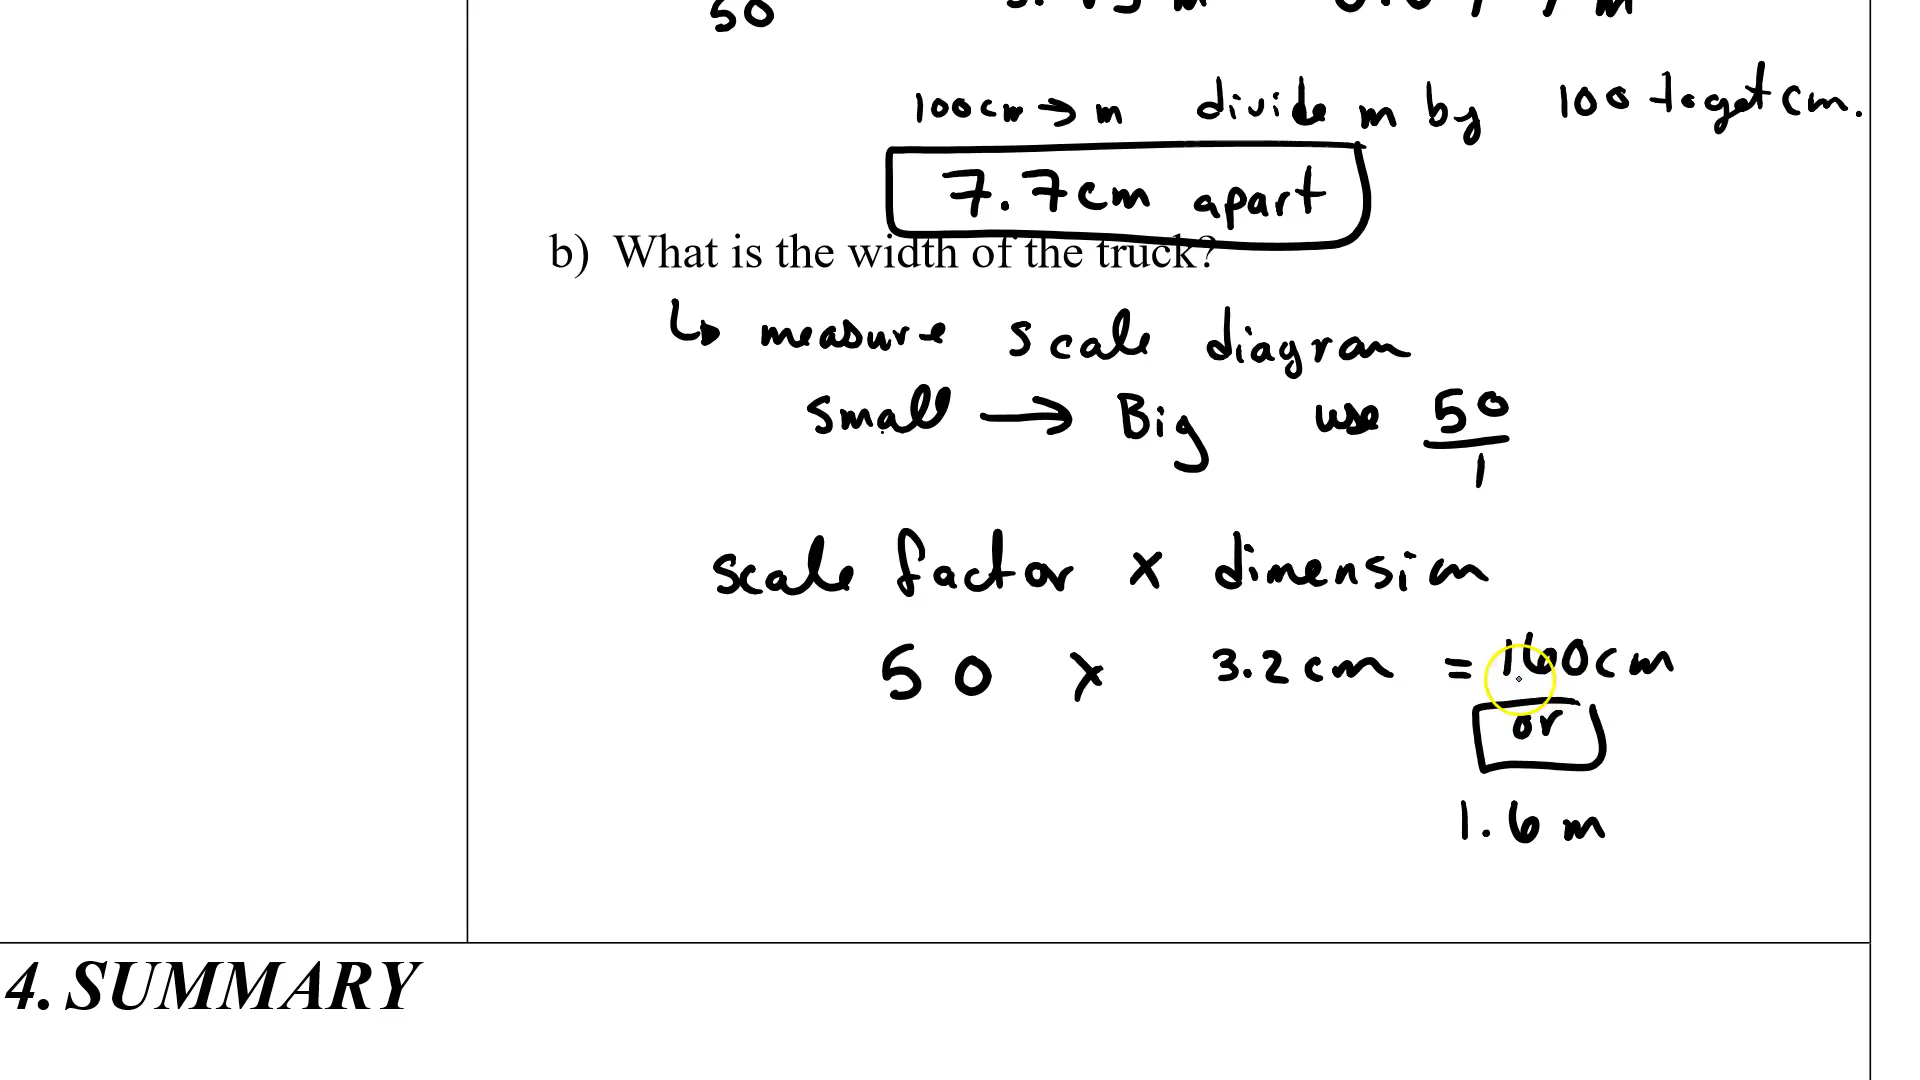 50
100cm → m divide m by 100 to get cm.
7.7cm apart
b) What is the width of the truck?
↳ measure scale diagram
small → Big use 50/1
scale factor x dimension
50 x 3.2cm = 160cm
or
1.6 m
4. SUMMARY